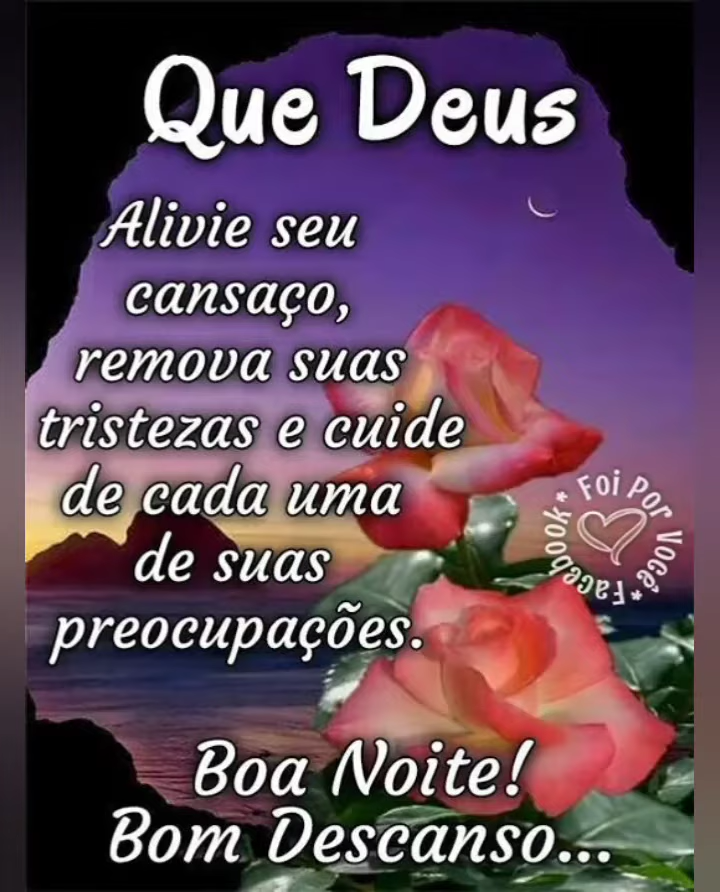 Que Deus
Alivie seu
cansaço,
remova suas
tristezas e cuide
de cada uma
de suas
preocupações.
Foi Por Você*Facebook*
Boa Noite!
Bom Descanso...